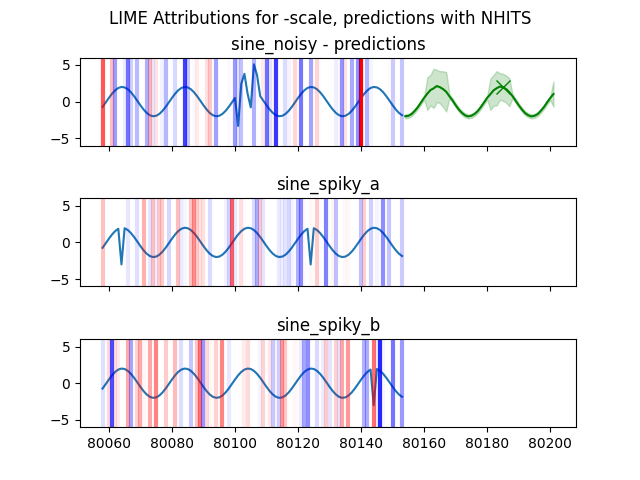 LIME Attributions for -scale, predictions with NHITS
sine_noisy - predictions
5
0
−5
sine_spiky_a
5
0
−5
sine_spiky_b
5
0
−5
80060 80080 80100 80120 80140 80160 80180 80200